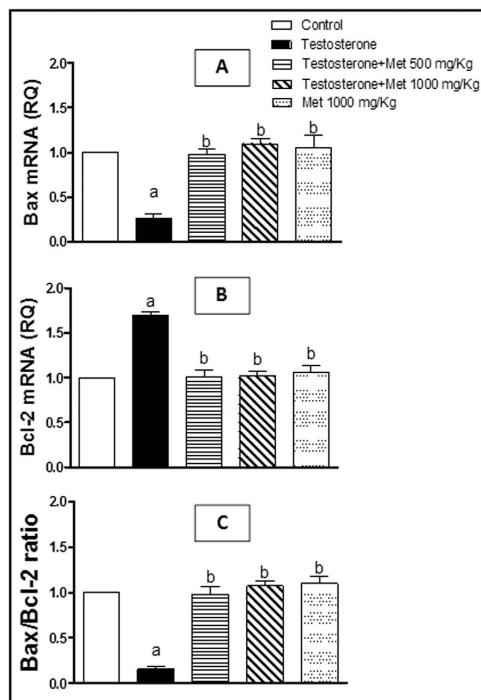 Control
Testosterone
Testosterone+Met 500 mg/Kg
Testosterone+Met 1000 mg/Kg
Met 1000 mg/Kg
A
Bax mRNA (RQ)
2.0
1.5
1.0
0.5
0.0
a
b
b
b
B
Bcl-2 mRNA (RQ)
2.0
1.5
1.0
0.5
0.0
a
b
b
b
C
Bax/Bcl-2 ratio
2.0
1.5
1.0
0.5
0.0
a
b
b
b